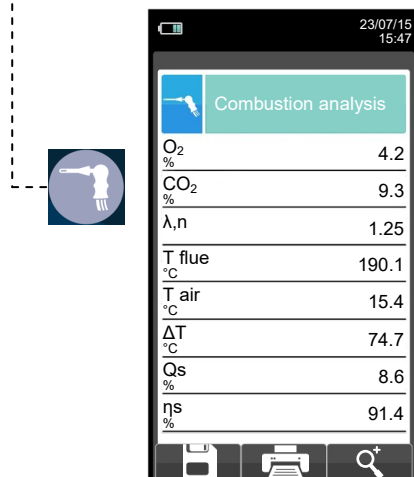 23/07/15
15:47
Combustion analysis
O₂
% 4.2
CO₂
% 9.3
λ,n 1.25
T flue
°C 190.1
T air
°C 15.4
ΔT
°C 74.7
Qs
% 8.6
ηs
% 91.4